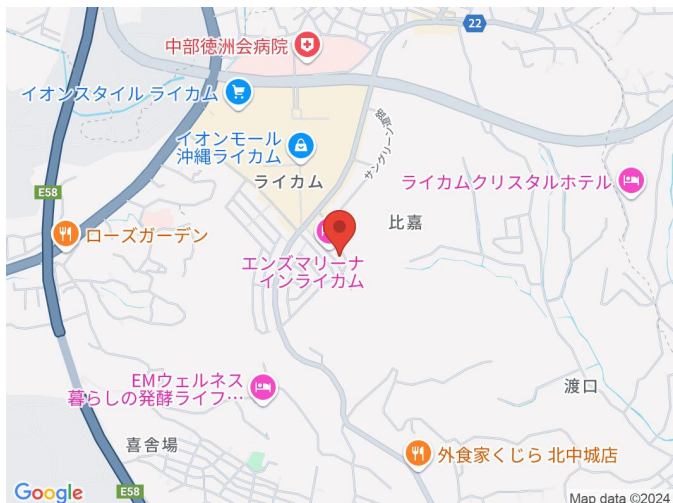 22
中部徳洲会病院
イオンスタイル ライカム
イオンモール
沖縄ライカム
サングリーン道路
ライカム
ライカムクリスタルホテル
E58
比嘉
ローズガーデン
エンズマリーナ
インライカム
EMウェルネス
暮らしの発酵ライフ…
渡口
喜舎場
外食家くじら 北中城店
E58
Google
Map data ©2024